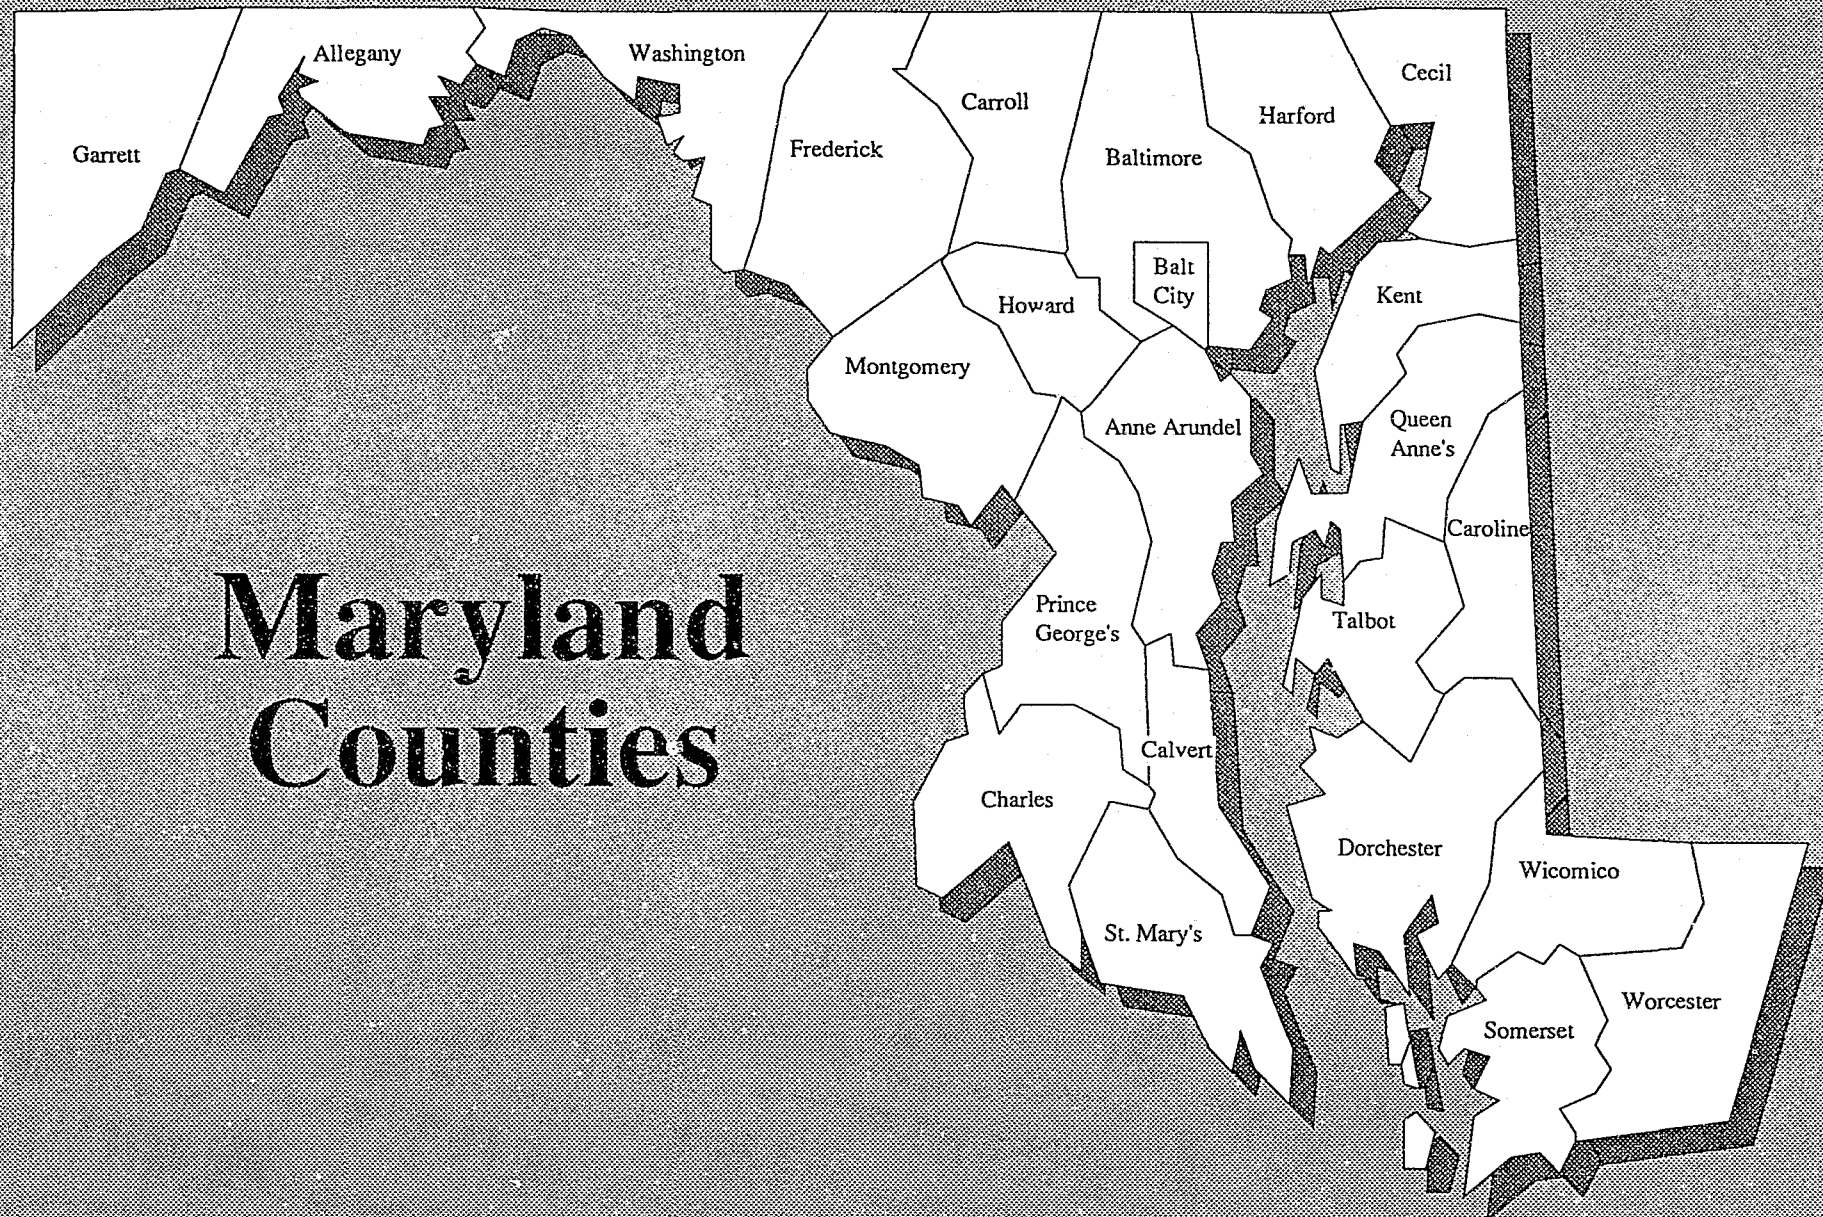 Allegany
Washington
Cecil
Carroll
Harford
Garrett
Frederick
Baltimore
Balt
City
Kent
Howard
Montgomery
Anne Arundel
Queen
Anne's
Caroline
Maryland
Counties
Prince
George's
Talbot
Calvert
Charles
Dorchester
Wicomico
St. Mary's
Worcester
Somerset